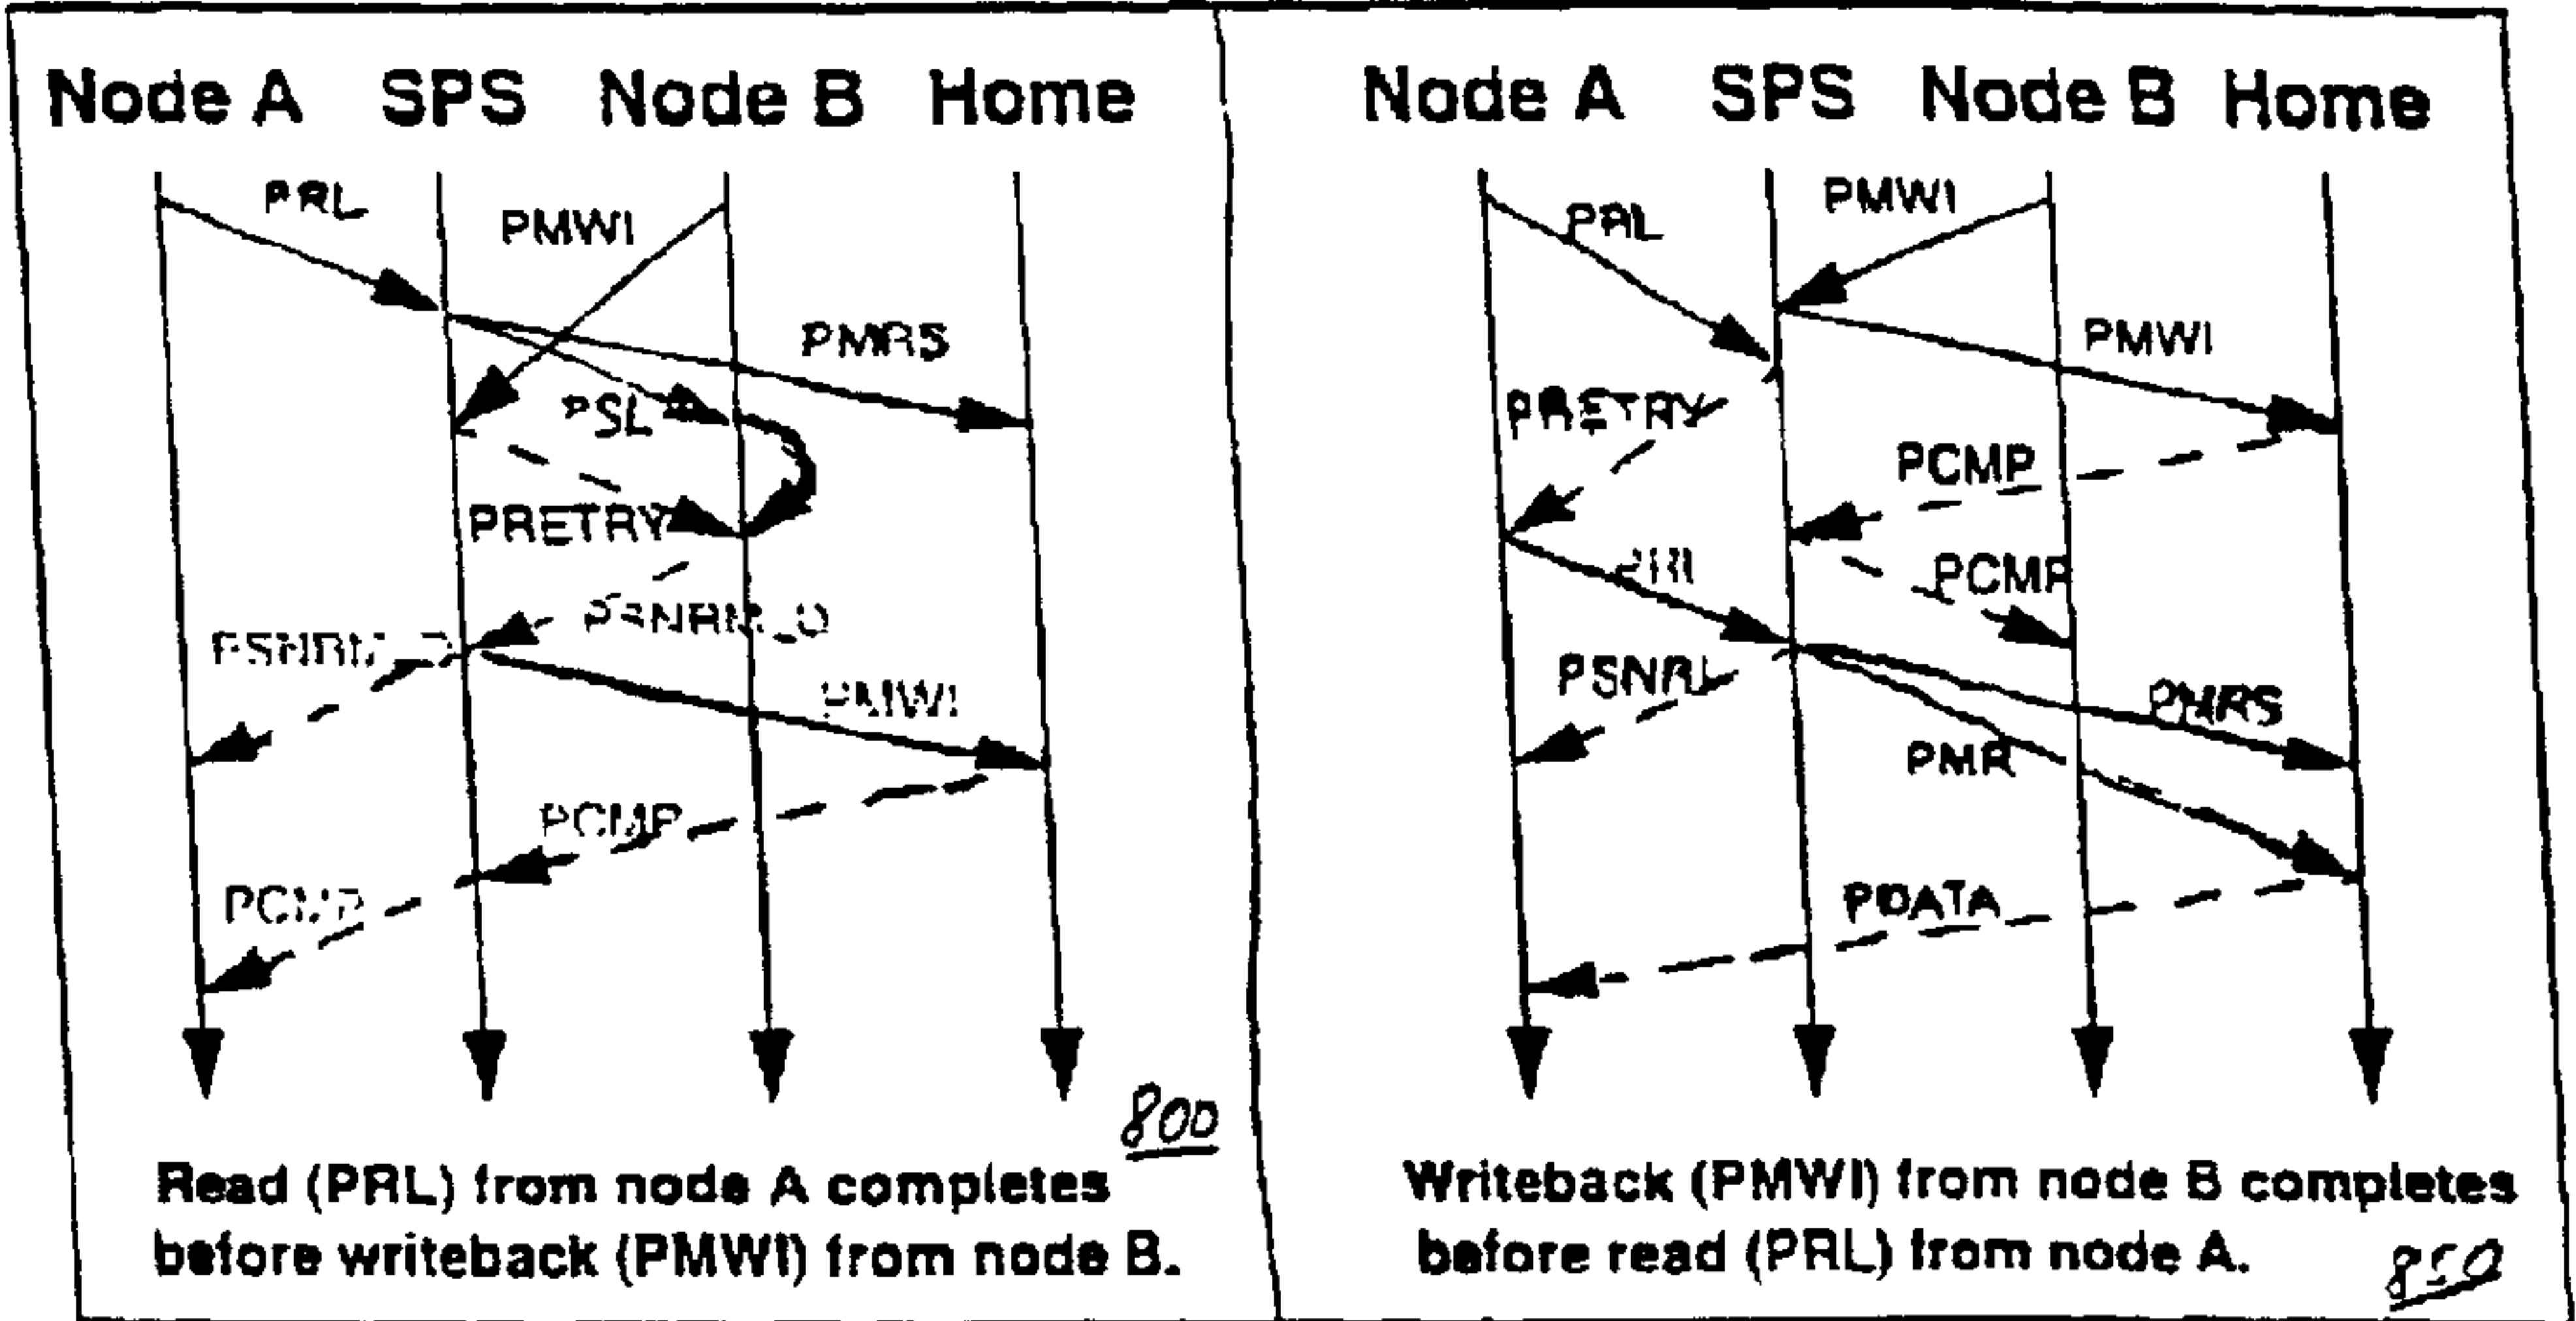 Node A SPS Node B Home
PRL
PMWI
PMRS
PSL
PRETRY
PMWI
PCMP
800
Read (PRL) from node A completes
before writeback (PMWI) from node B.
Node A SPS Node B Home
PMWI
PRL
PMWI
PRETRY
PCMP
PCMP
PSNRL
PMRS
PMR
PDATA
Writeback (PMWI) from node B completes
before read (PRL) from node A.
850